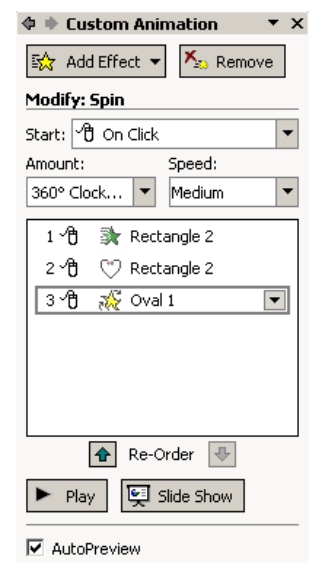 Custom Animation
Add Effect Remove
Modify: Spin
Start: On Click
Amount: Speed:
360° Clock... Medium
1 Rectangle 2
2 Rectangle 2
3 Oval 1
Re-Order
Play Slide Show
AutoPreview